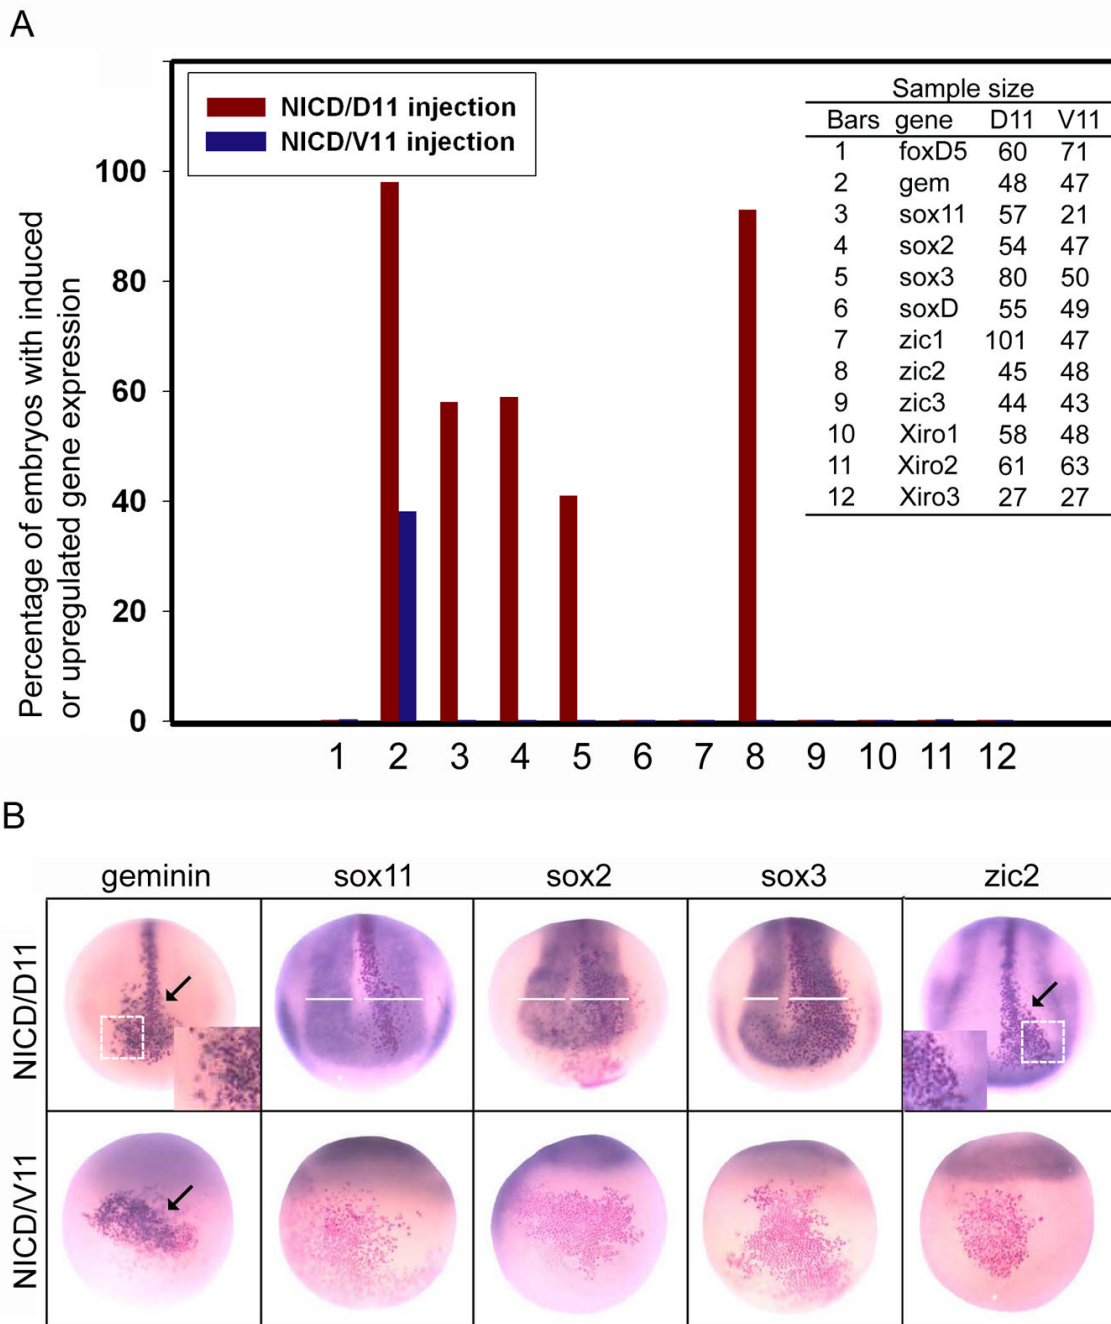 A
NICD/D11 injection
NICD/V11 injection
Percentage of embryos with induced
or upregulated gene expression
100
80
60
40
20
0
1 2 3 4 5 6 7 8 9 10 11 12
Sample size
Bars gene D11 V11
1 foxD5 60 71
2 gem 48 47
3 sox11 57 21
4 sox2 54 47
5 sox3 80 50
6 soxD 55 49
7 zic1 101 47
8 zic2 45 48
9 zic3 44 43
10 Xiro1 58 48
11 Xiro2 61 63
12 Xiro3 27 27
B
geminin sox11 sox2 sox3 zic2
NICD/D11
NICD/V11